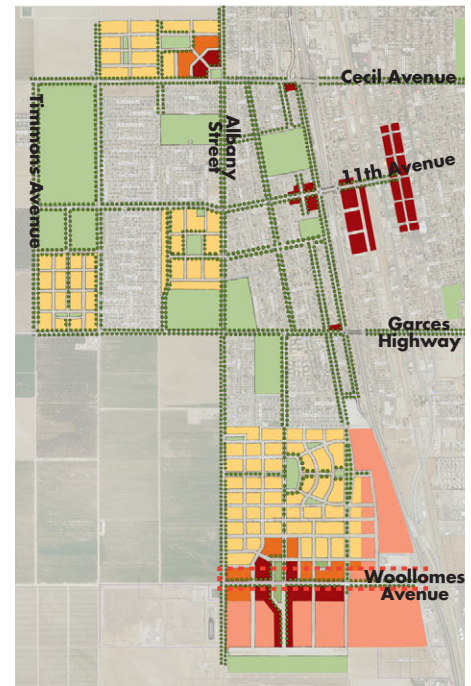 Cecil Avenue
Timmons Avenue
Albany
Street
11th Avenue
Garces
Highway
Woollomes
Avenue